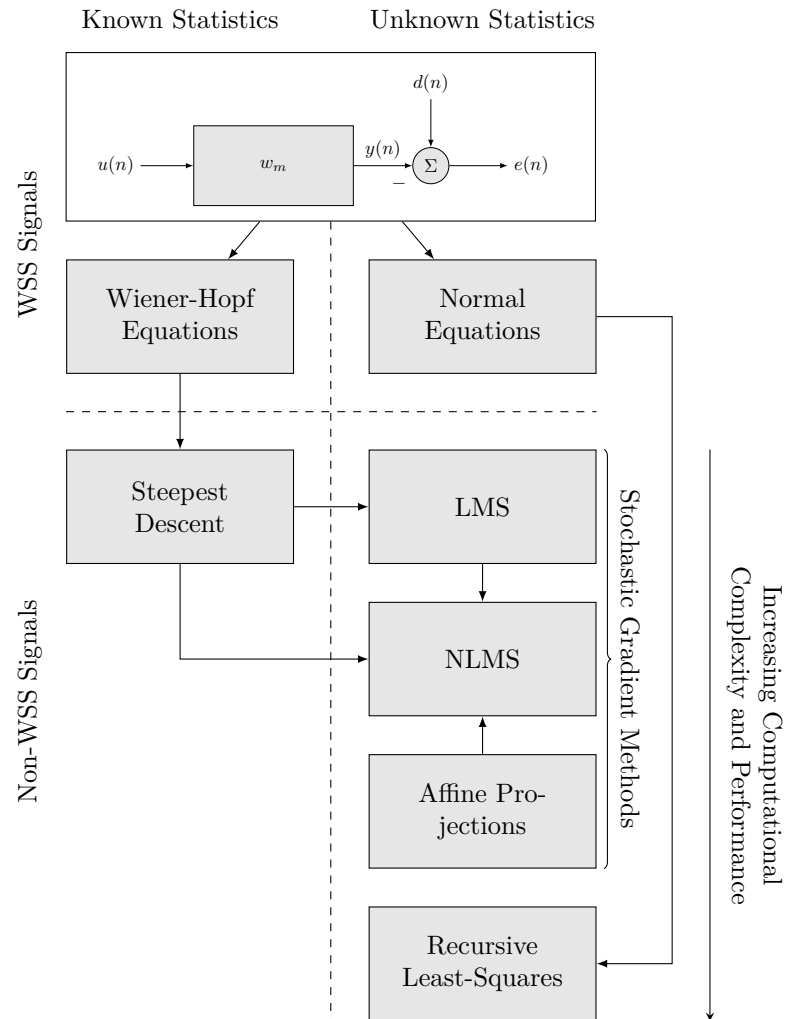 Known Statistics
Unknown Statistics
d(n)
u(n)
w_m
y(n)
Σ
−
e(n)
WSS Signals
Wiener-Hopf
Equations
Normal
Equations
Non-WSS Signals
Steepest
Descent
LMS
NLMS
Affine Pro-
jections
Recursive
Least-Squares
Stochastic Gradient Methods
Increasing Computational
Complexity and Performance